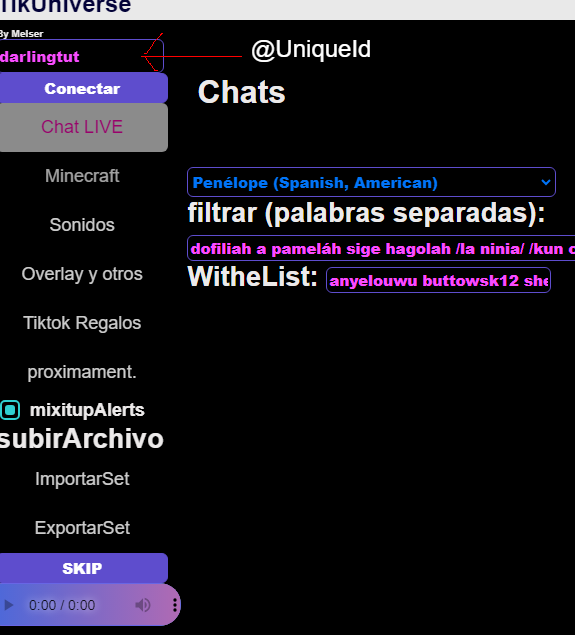 TikUniverse
By Melser
darlingtut
@UniqueId
Conectar
Chats
Chat LIVE
Minecraft
Penélope (Spanish, American)
Sonidos
filtrar (palabras separadas):
dofiliah a pameláh sige hagolah /la ninia/ /kun
Overlay y otros
WitheList: anyelouwu buttowsk12
Tiktok Regalos
proximament.
mixitupAlerts
subirArchivo
ImportarSet
ExportarSet
SKIP
0:00 / 0:00